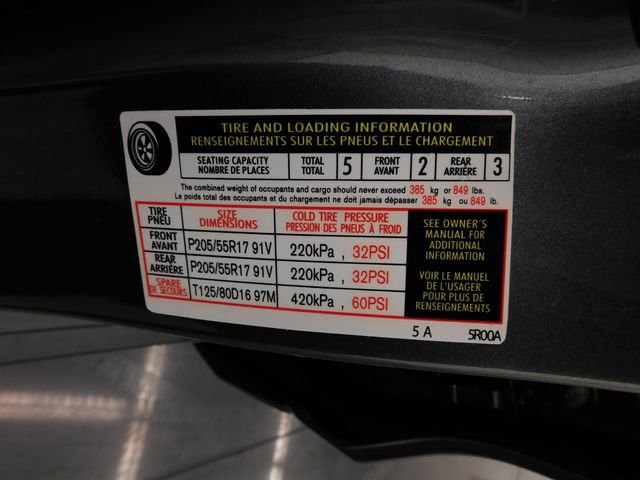 TIRE AND LOADING INFORMATION
RENSEIGNEMENTS SUR LES PNEUS ET LE CHARGEMENT
SEATING CAPACITY TOTAL 5 FRONT 2 REAR 3
NOMBRE DE PLACES TOTAL AVANT ARRIÈRE
The combined weight of occupants and cargo should never exceed 385 kg or 849 lbs.
Le poids total des occupants et du chargement ne doit jamais dépasser 385 kg ou 849 lb.
TIRE SIZE COLD TIRE PRESSURE
PNEU DIMENSIONS PRESSION DES PNEUS À FROID
FRONT AVANT P205/55R17 91V 220kPa , 32PSI
REAR ARRIÈRE P205/55R17 91V 220kPa , 32PSI
SPARE DE SECOURS T125/80D16 97M 420kPa , 60PSI
SEE OWNER'S
MANUAL FOR
ADDITIONAL
INFORMATION
VOIR LE MANUEL
DE L'USAGER
POUR PLUS DE
RENSEIGNEMENTS
5 A 5R00A